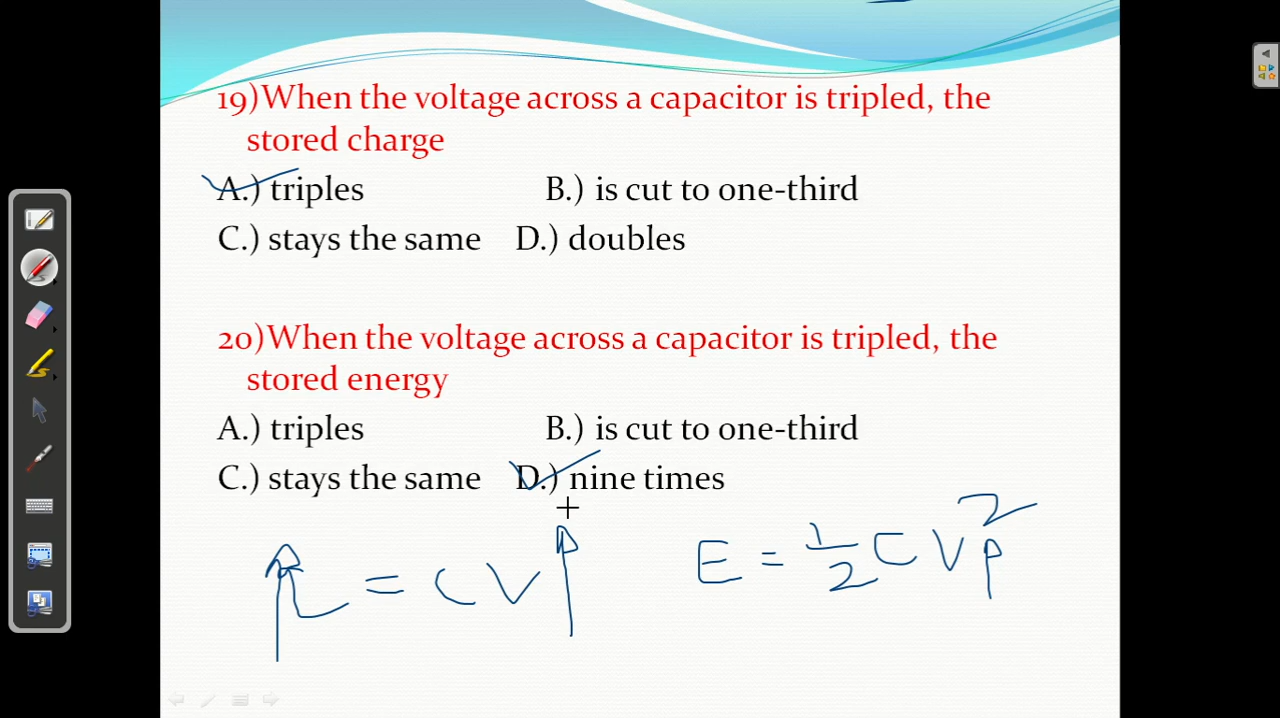 19)When the voltage across a capacitor is tripled, the
stored charge
A.) triples B.) is cut to one-third
C.) stays the same D.) doubles
20)When the voltage across a capacitor is tripled, the
stored energy
A.) triples B.) is cut to one-third
C.) stays the same D.) nine times
= CV
E = 1/2 CV²